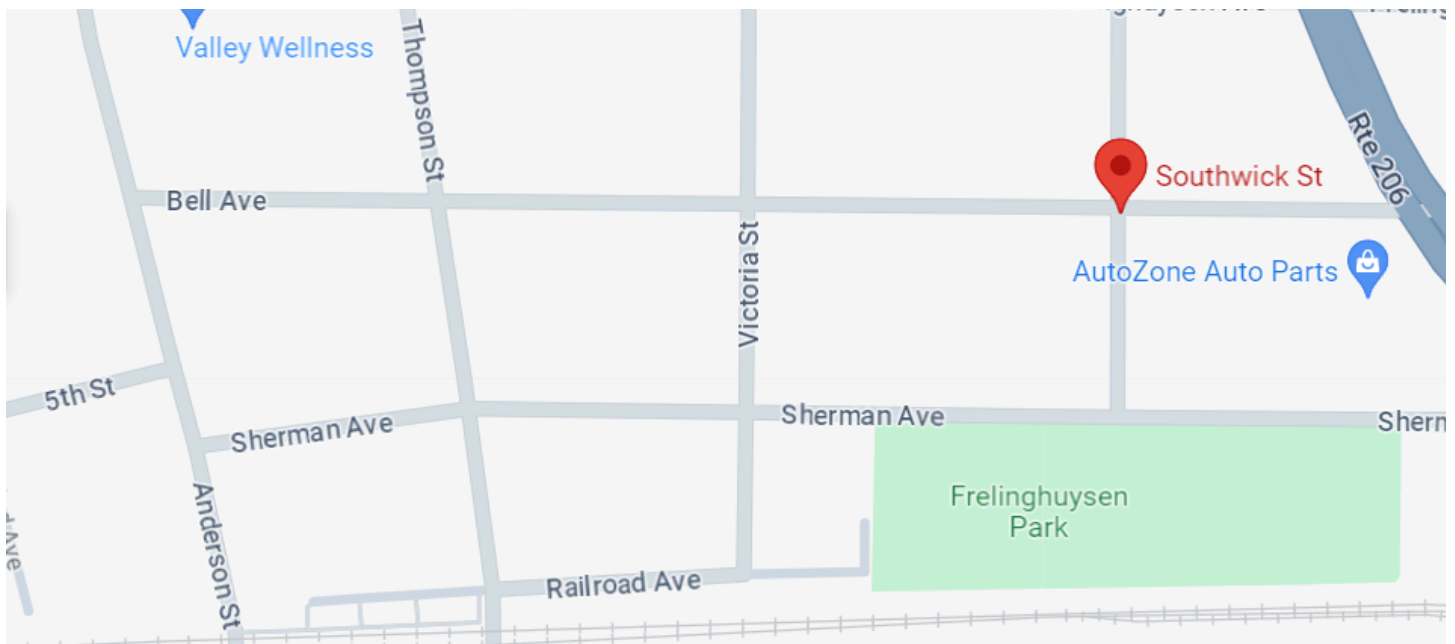 Valley Wellness
Thompson St
Rte 206
Bell Ave
Southwick St
Victoria St
AutoZone Auto Parts
5th St
Sherman Ave
Sherman Ave
Anderson St
Frelinghuysen
Park
Railroad Ave